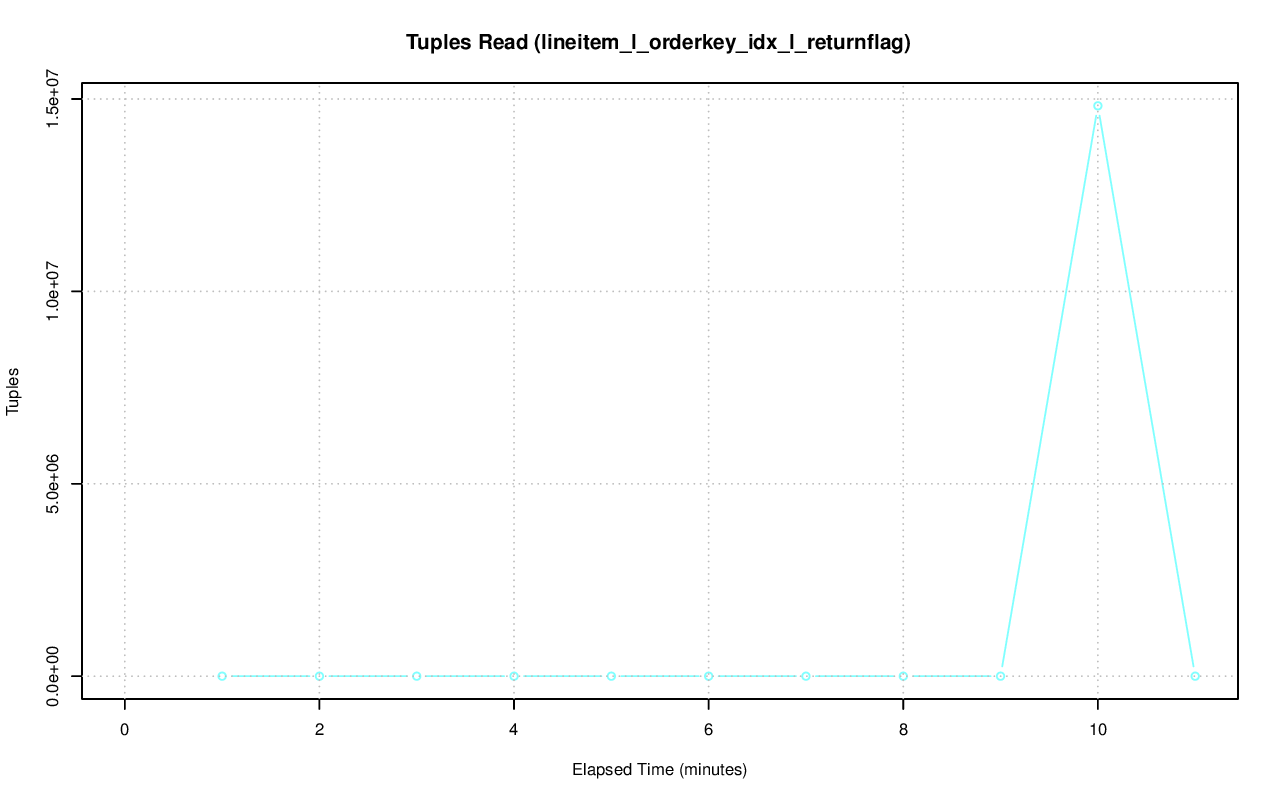 Tuples Read (lineitem_l_orderkey_idx_l_returnflag)
1.5e+07
1.0e+07
5.0e+06
0.0e+00
Tuples
0 2 4 6 8 10
Elapsed Time (minutes)